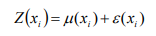 Z(x_i) = μ(x_i) + ε(x_i)